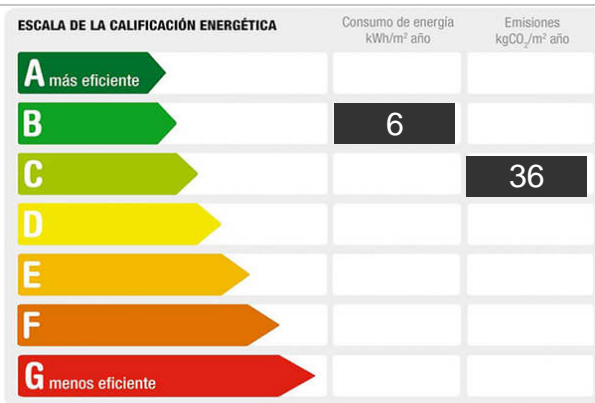 ESCALA DE LA CALIFICACIÓN ENERGÉTICA
Consumo de energía
kWh/m² año
Emisiones
kgCO₂/m² año
A más eficiente
B
6
C
36
D
E
F
G menos eficiente